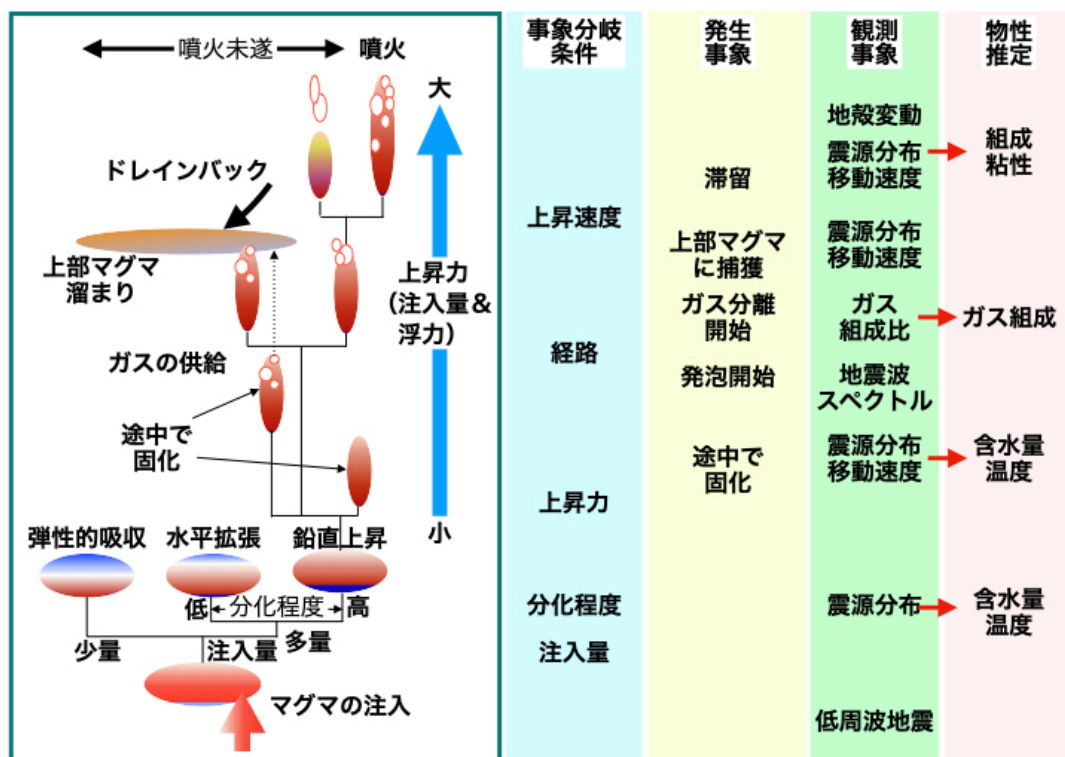 噴火未遂
噴火
大
ドレインバック
上部マグマ
溜まり
上昇力
（注入量＆
浮力）
ガスの供給
途中で
固化
小
弾性的吸収
水平拡張
鉛直上昇
低
分化程度
高
少量
注入量
多量
マグマの注入
事象分岐
条件
上昇速度
経路
上昇力
分化程度
注入量
発生
事象
滞留
上部マグマ
に捕獲
ガス分離
開始
発泡開始
途中で
固化
観測
事象
地殻変動
震源分布
移動速度
震源分布
移動速度
ガス
組成比
地震波
スペクトル
震源分布
移動速度
震源分布
低周波地震
物性
推定
組成
粘性
ガス組成
含水量
温度
含水量
温度